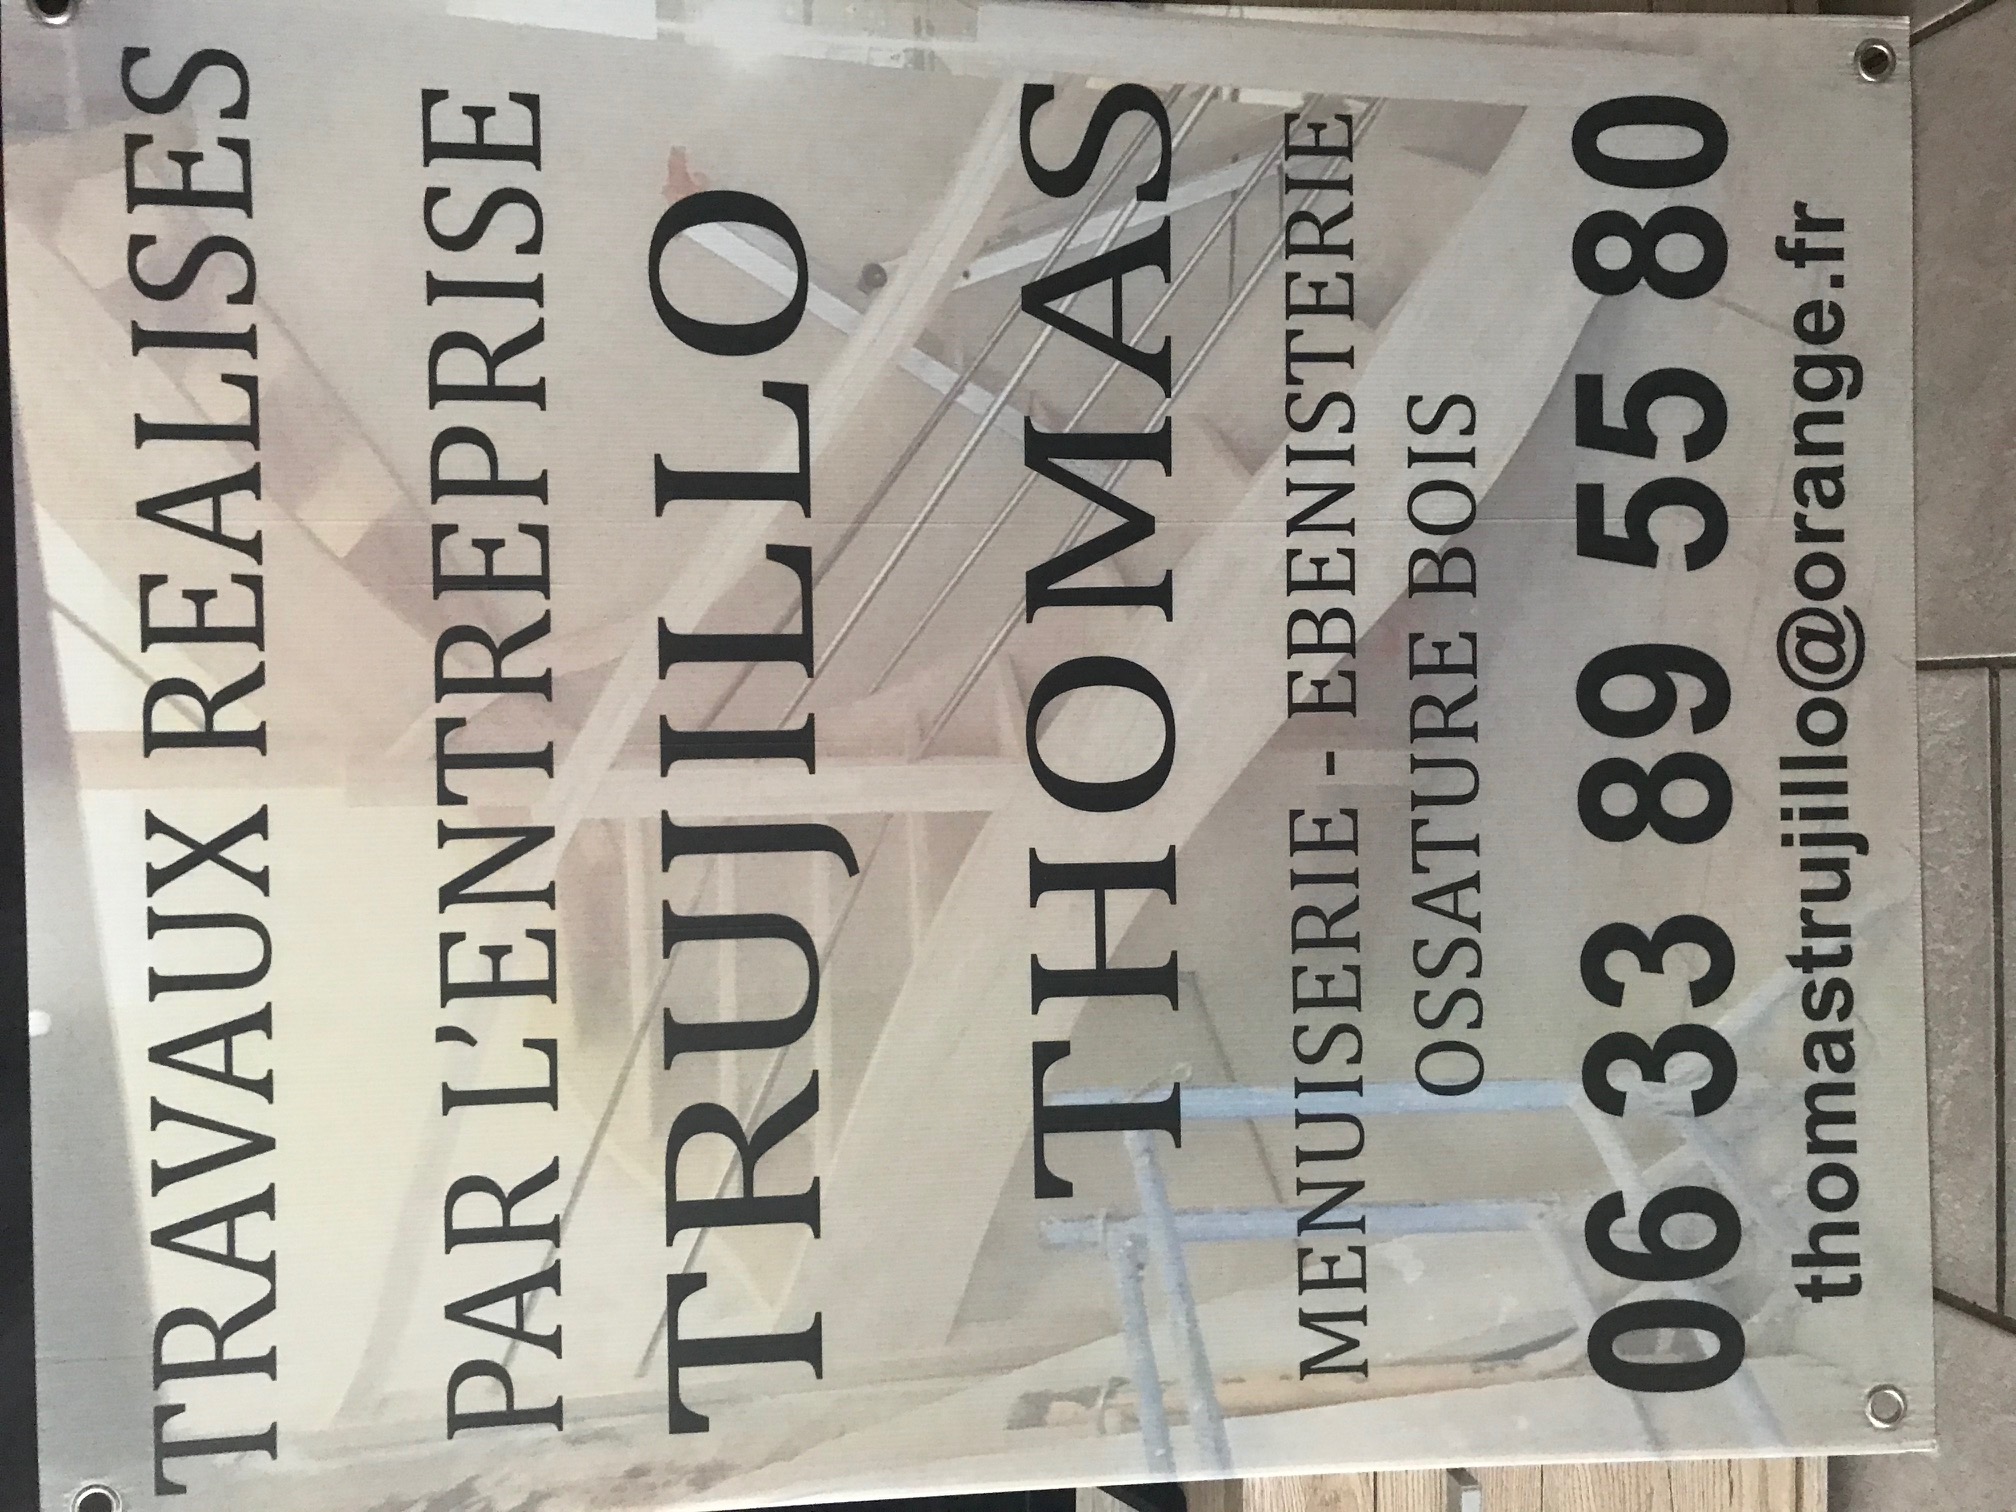 TRAVAUX REALISES
PAR L'ENTREPRISE
TRUJILLO
THOMAS
MENUISERIE - EBENISTERIE
OSSATURE BOIS
06 33 89 55 80
thomastrujillo@orange.fr